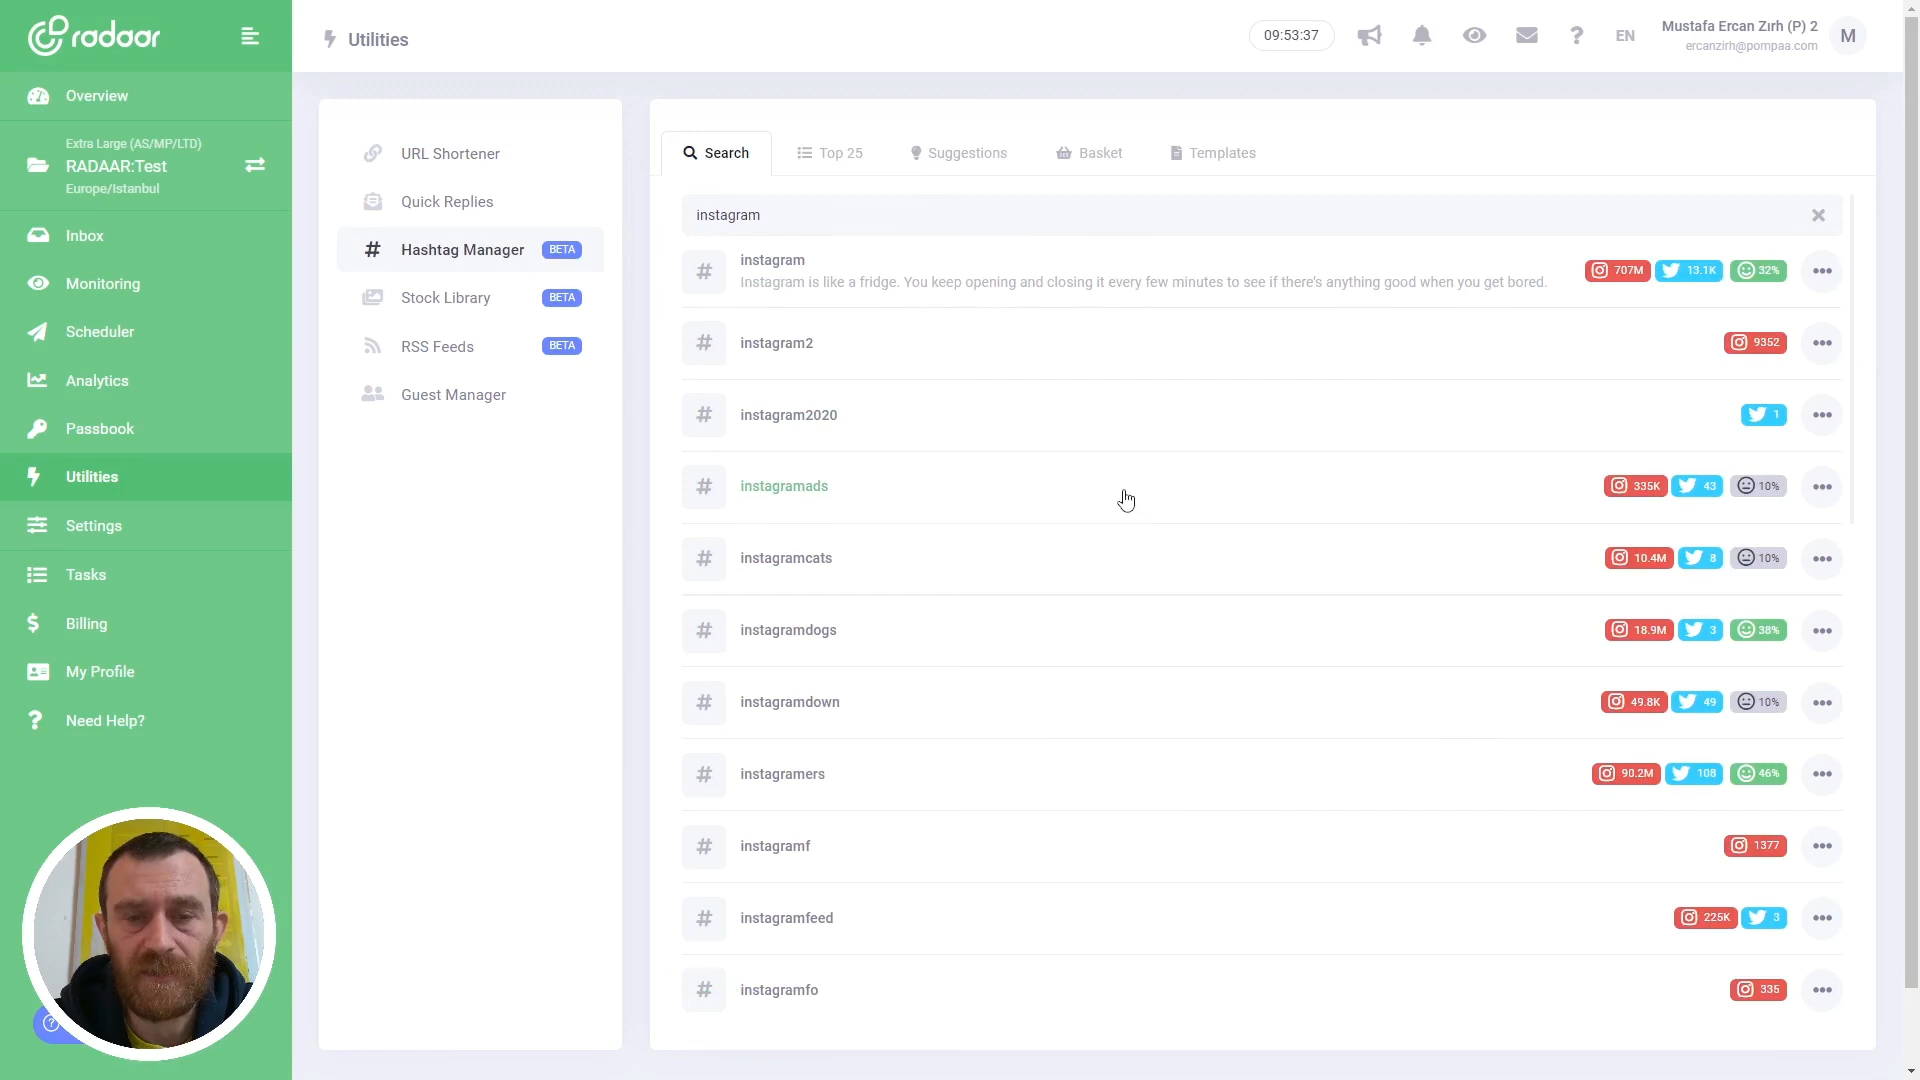 radaar
Utilities
09:53:37
EN
Mustafa Ercan Zırh (P) 2
ercanzirh@pompaa.com
M
Overview
Extra Large (AS/MP/LTD)
RADAAR:Test
Europe/Istanbul
Inbox
Monitoring
Scheduler
Analytics
Passbook
Utilities
Settings
Tasks
Billing
My Profile
Need Help?
URL Shortener
Quick Replies
Hashtag Manager BETA
Stock Library BETA
RSS Feeds BETA
Guest Manager
Search Top 25 Suggestions Basket Templates
instagram
instagram 707M 13.1K 32%
Instagram is like a fridge. You keep opening and closing it every few minutes to see if there's anything good when you get bored.
instagram2 9352
instagram2020 1
instagramads 335K 43 10%
instagramcats 10.4M 8 10%
instagramdogs 18.9M 3 38%
instagramdown 49.8K 49 10%
instagramers 90.2M 108 46%
instagramf 1377
instagramfeed 225K 3
instagramfo 335